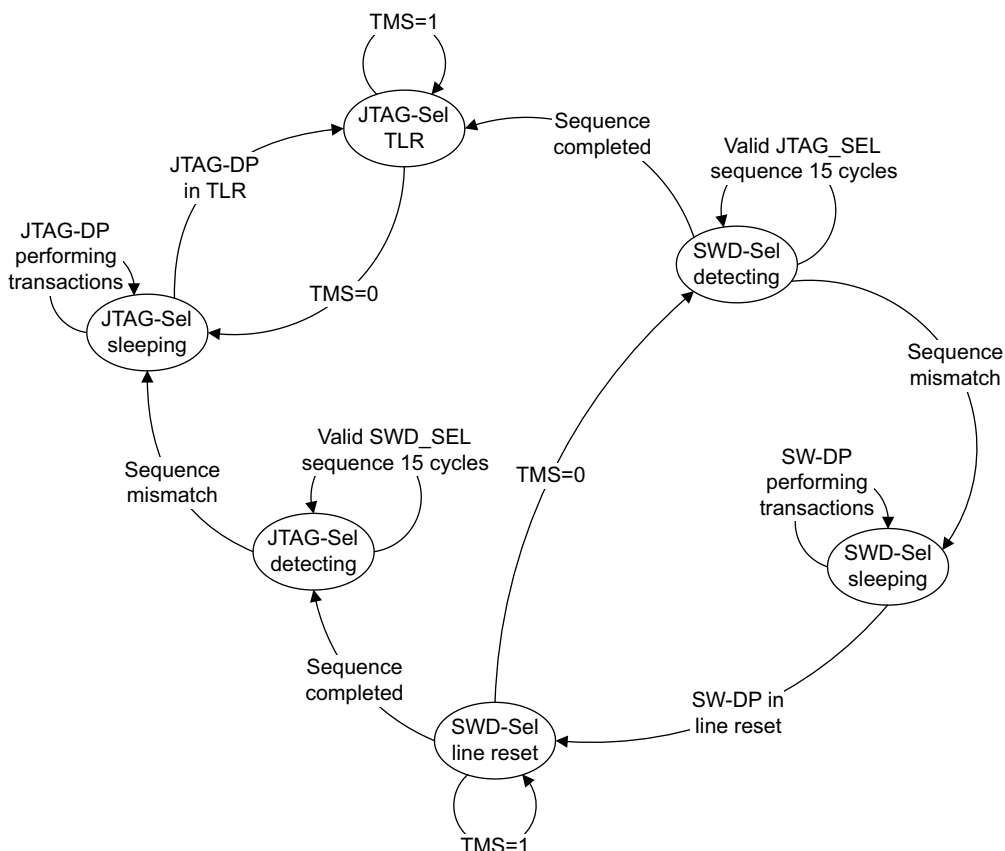 TMS=1
JTAG-Sel
TLR
Sequence
completed
Valid JTAG_SEL
sequence 15 cycles
JTAG-DP
in TLR
JTAG-DP
performing
transactions
SWD-Sel
detecting
TMS=0
JTAG-Sel
sleeping
Sequence
mismatch
Valid SWD_SEL
sequence 15 cycles
Sequence
mismatch
TMS=0
SW-DP
performing
transactions
JTAG-Sel
detecting
SWD-Sel
sleeping
Sequence
completed
SW-DP in
line reset
SWD-Sel
line reset
TMS=1